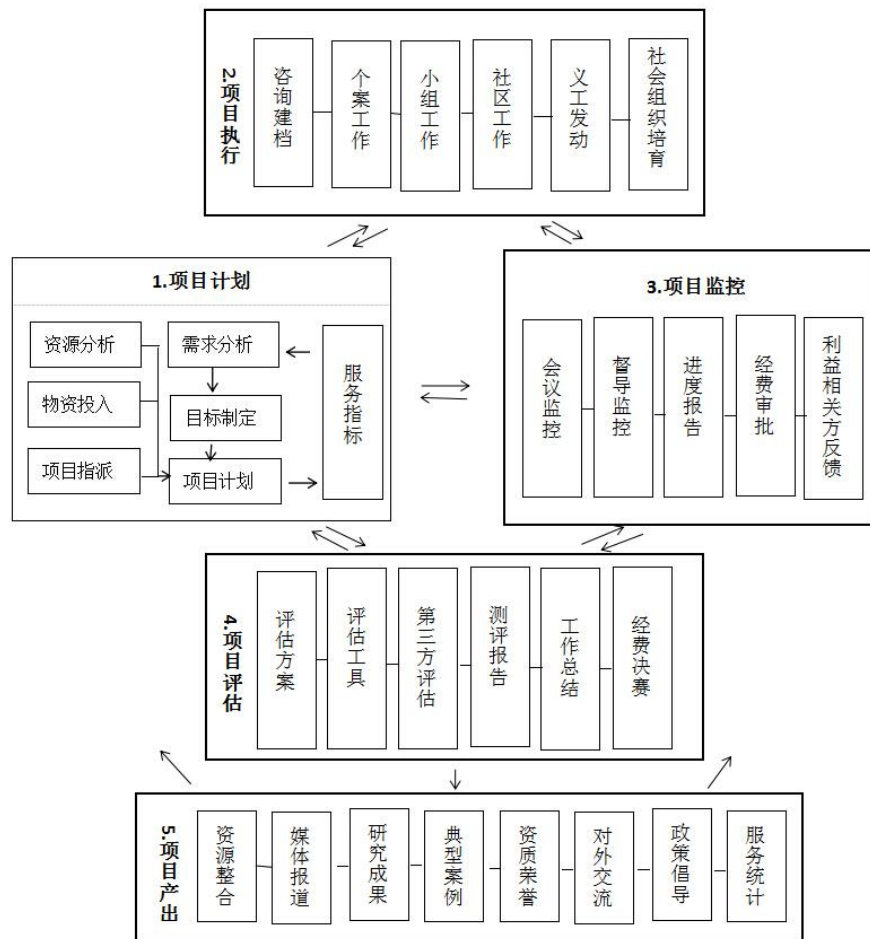 2.项目执行
咨询建档
个案工作
小组工作
社区工作
义工发动
社会组织培育
1.项目计划
资源分析
物资投入
项目指派
需求分析
目标制定
项目计划
服务指标
3.项目监控
会议监控
督导监控
进度报告
经费审批
利益相关方反馈
4.项目评估
评估方案
评估工具
第三方评估
测评报告
工作总结
经费决赛
5.项目产出
资源整合
媒体报道
研究成果
典型案例
资质荣誉
对外交流
政策倡导
服务统计